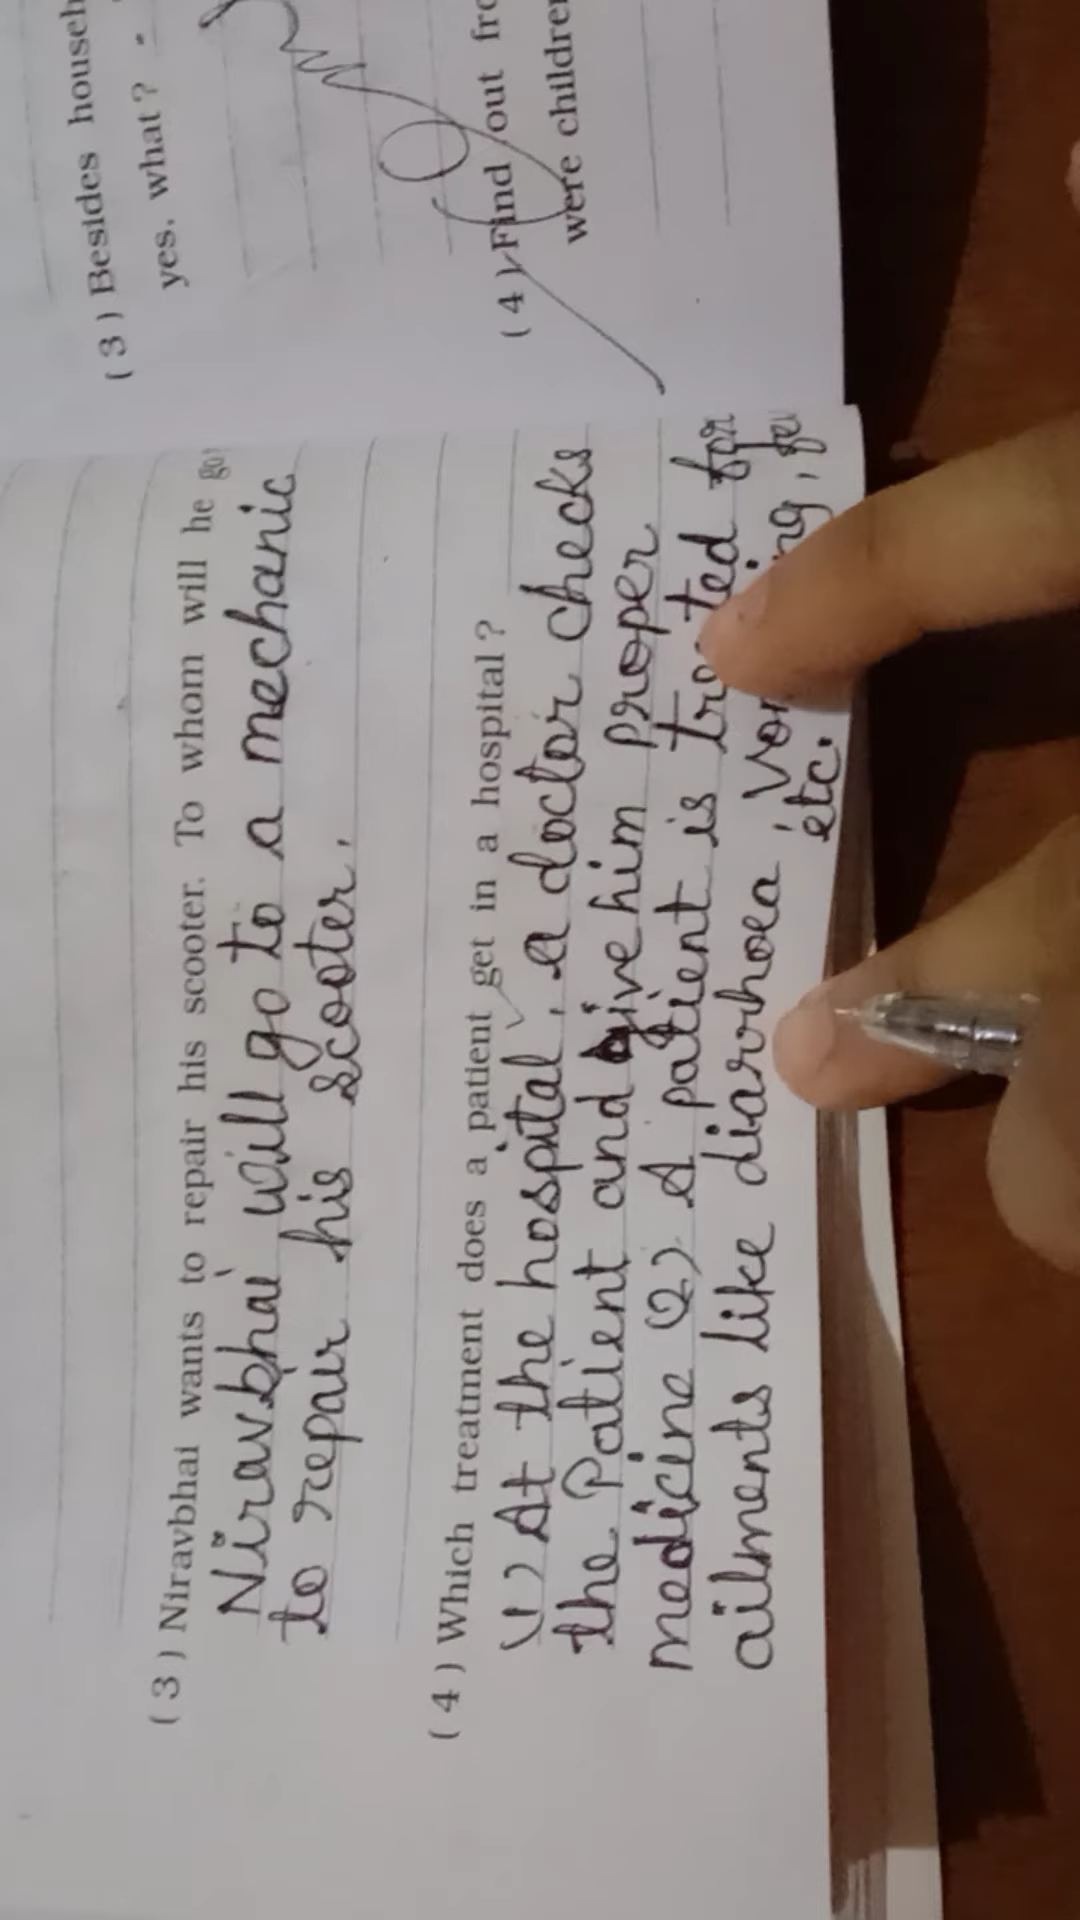 ( 3 ) Niravbhai wants to repair his scooter. To whom will he go
Niravbhai will go to a mechanic
to repair his scooter.
( 4 ) Which treatment does a patient get in a hospital ?
(1) At the hospital, a doctor checks
the Patient and give him proper
medicine (2) A patient is treated for
ailments like diarrhoea,
etc.
( 3 ) Besides
yes. what ? -
( 4 ) Find out
were